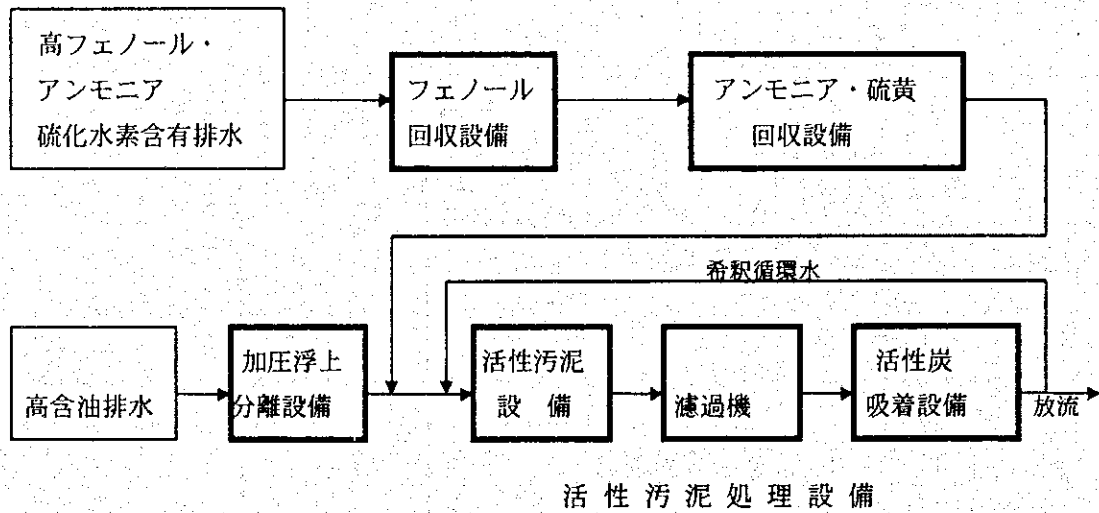 高フェノール・
アンモニア
硫化水素含有排水
フェノール
回収設備
アンモニア・硫黄
回収設備
希釈循環水
高含油排水
加圧浮上
分離設備
活性汚泥
設　備
濾過機
活性炭
吸着設備
放流
活性汚泥処理設備